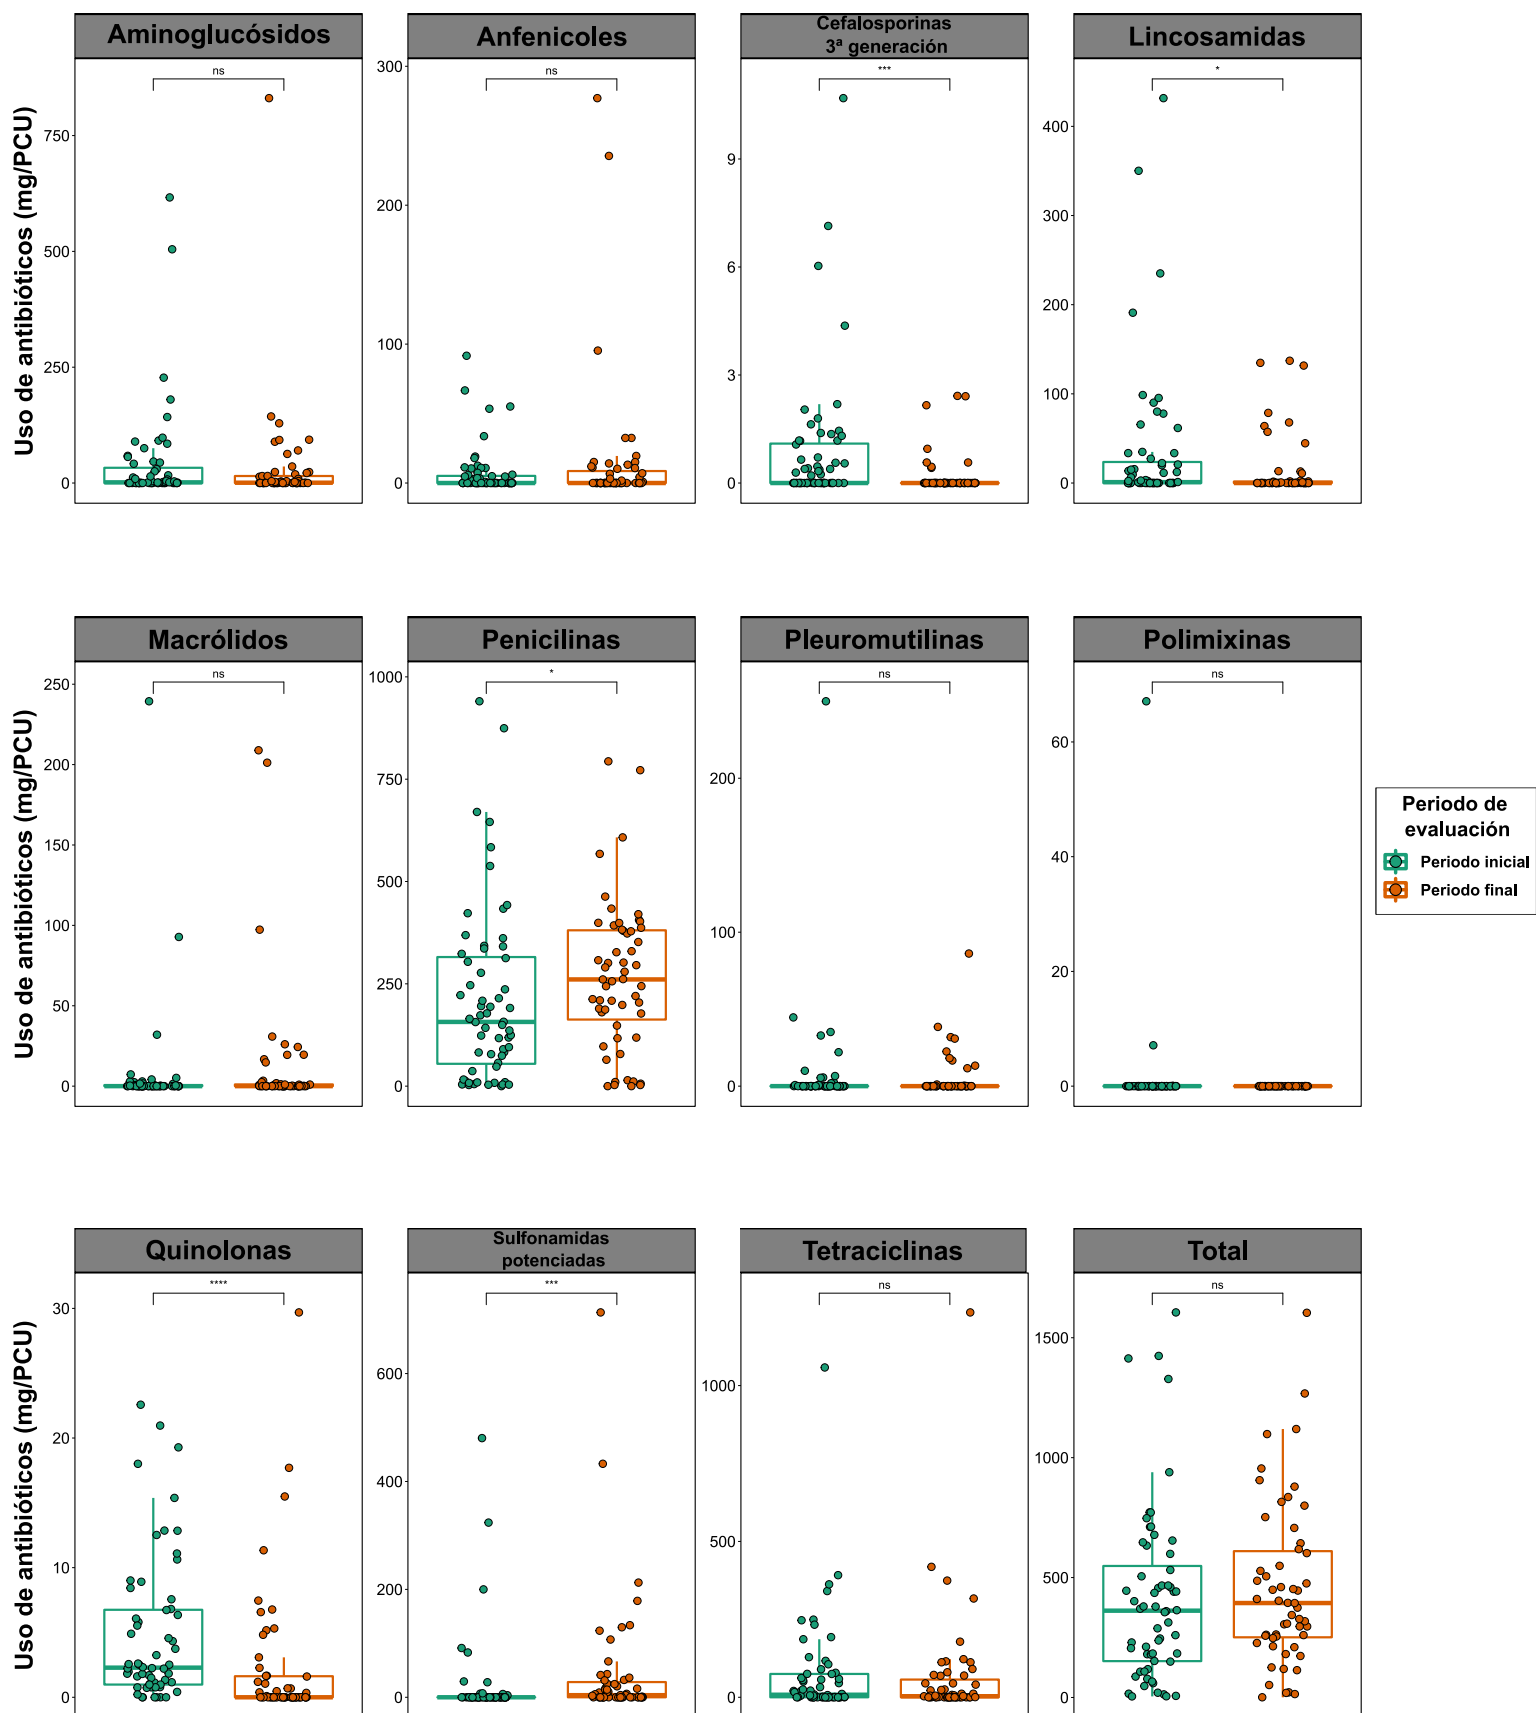 Aminoglucósidos
Anfenicoles
Cefalosporinas
3ª generación
Lincosamidas
Uso de antibióticos (mg/PCU)
ns
750
500
250
0
ns
300
200
100
0
***
9
6
3
0
*
400
300
200
100
0
Macrólidos
Penicilinas
Pleuromutilinas
Polimixinas
Uso de antibióticos (mg/PCU)
ns
250
200
150
100
50
0
*
1000
750
500
250
0
ns
200
100
0
ns
60
40
20
0
Periodo de
evaluación
Periodo inicial
Periodo final
Quinolonas
Sulfonamidas
potenciadas
Tetraciclinas
Total
Uso de antibióticos (mg/PCU)
****
30
20
10
0
***
600
400
200
0
ns
1000
500
0
ns
1500
1000
500
0